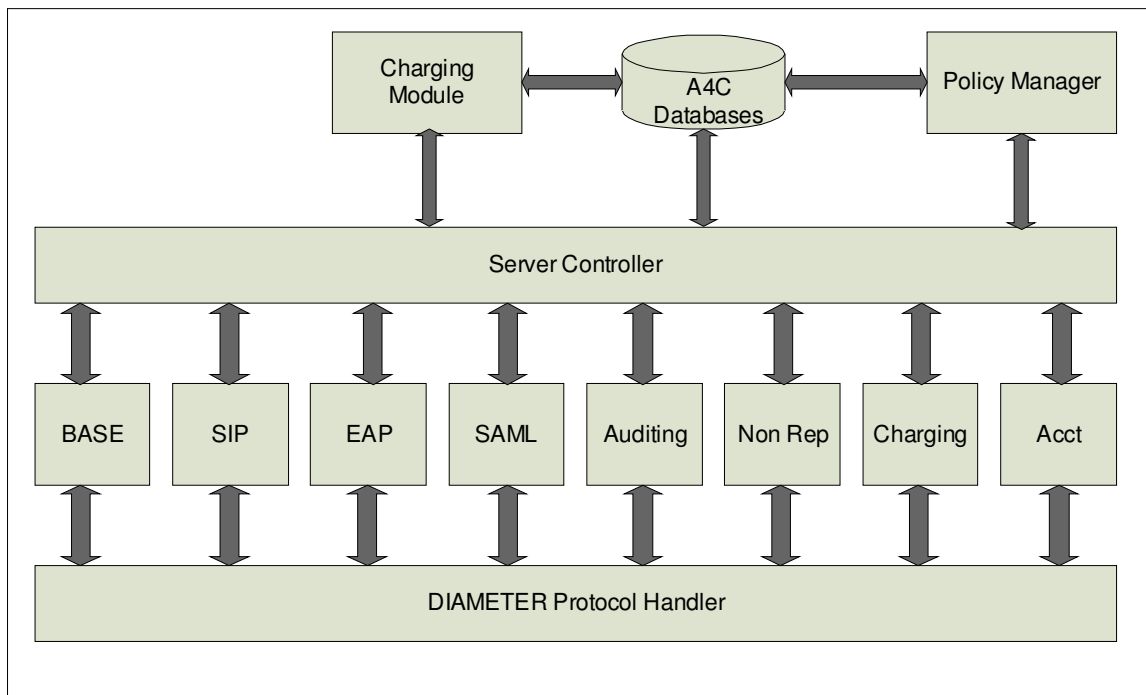 Charging
Module
A4C
Databases
Policy Manager
Server Controller
BASE
SIP
EAP
SAML
Auditing
Non Rep
Charging
Acct
DIAMETER Protocol Handler